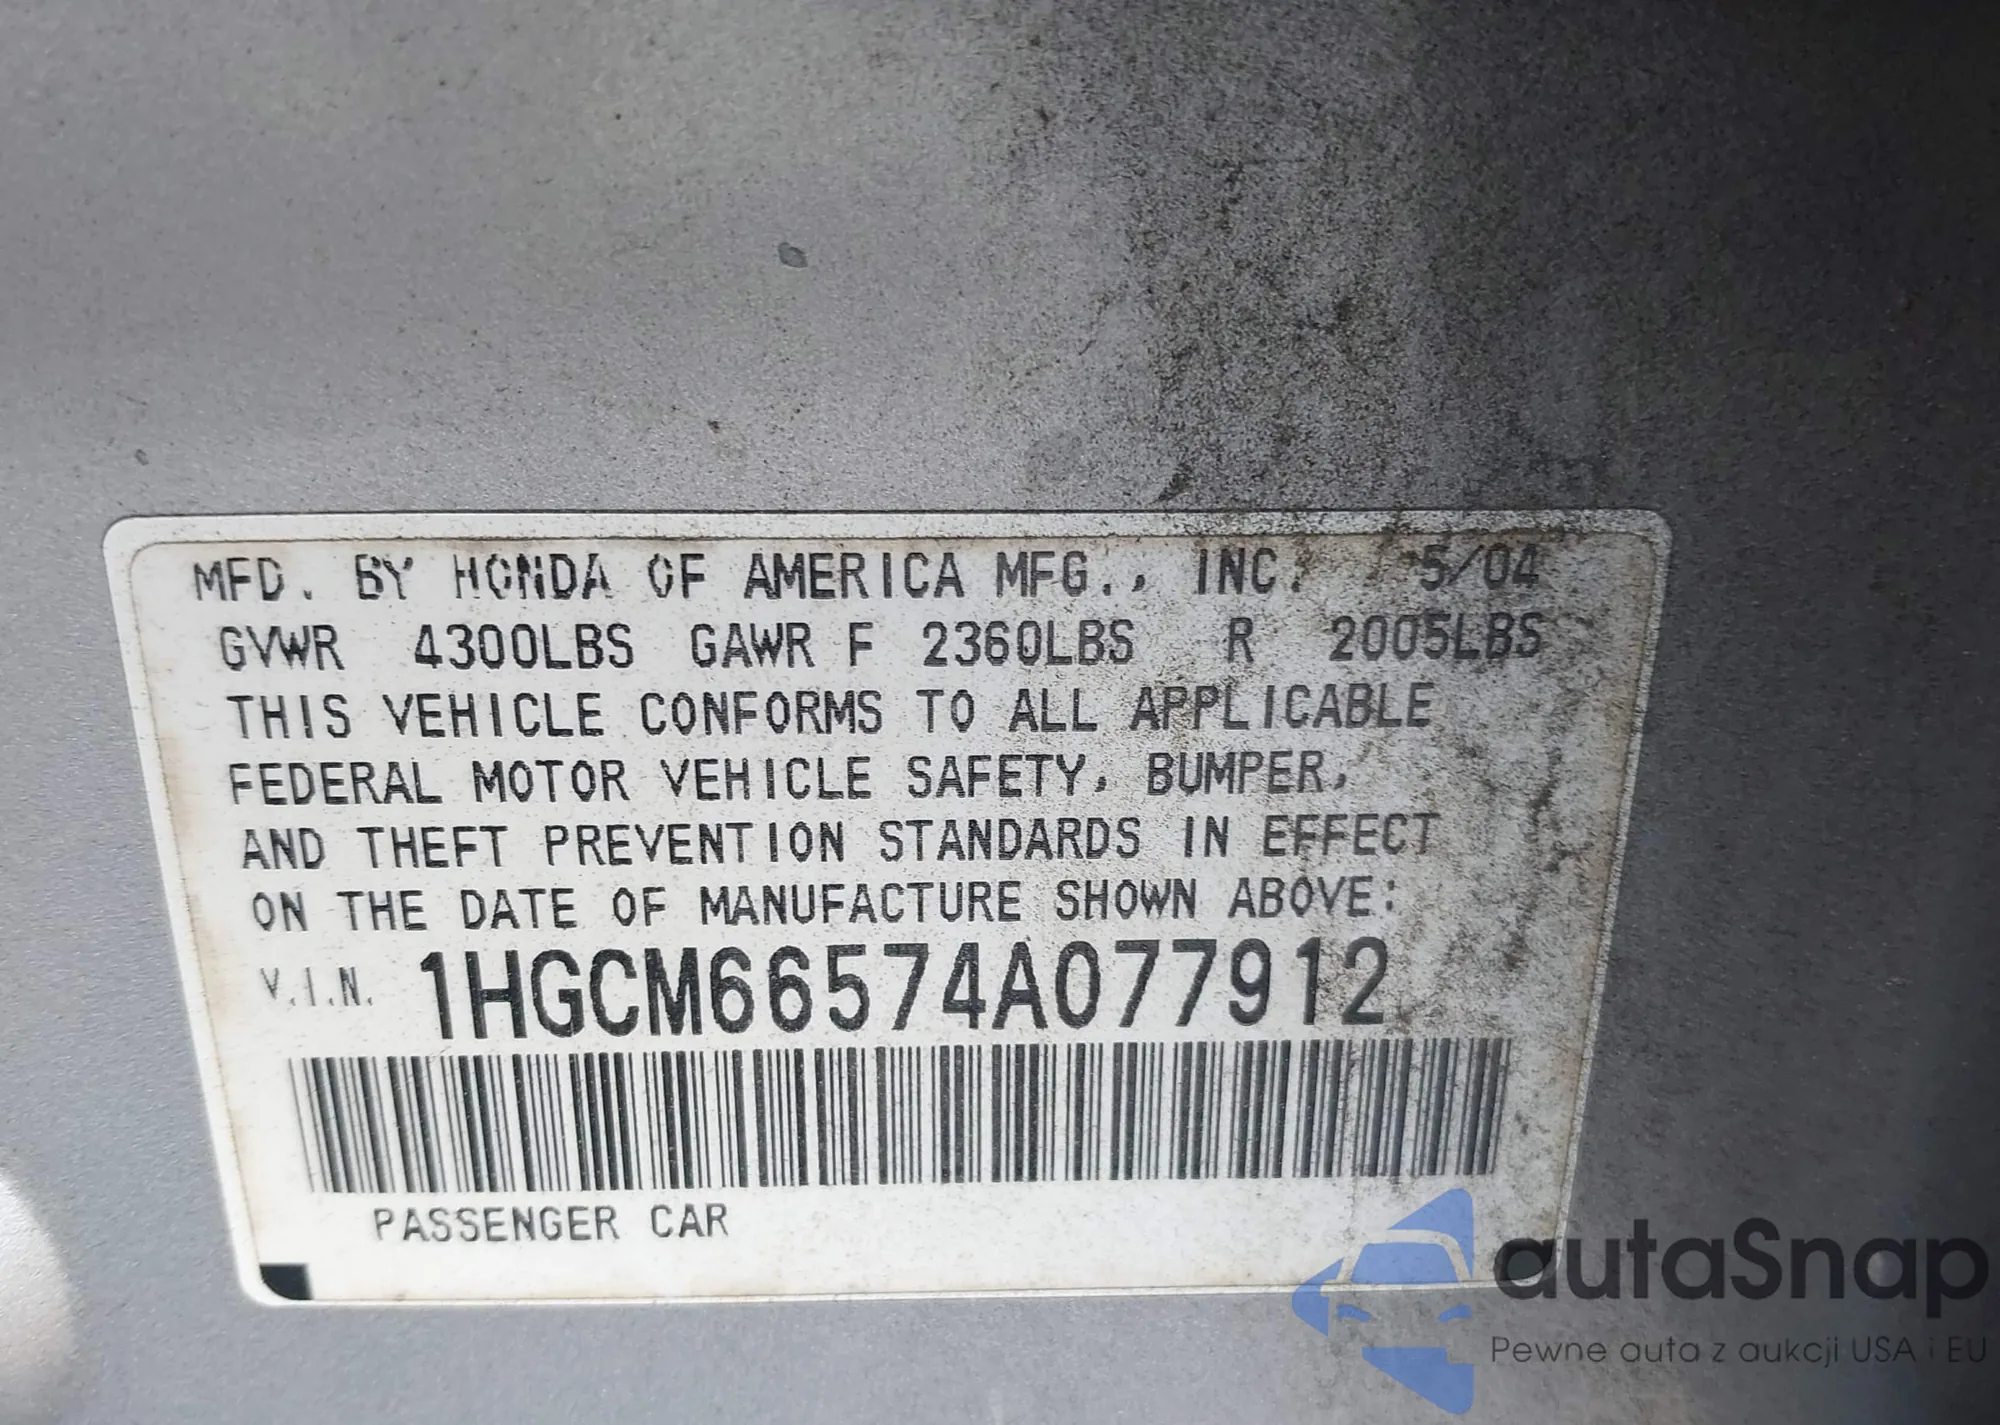 MFD. BY HONDA OF AMERICA MFG., INC. 5/04
GVWR 4300LBS GAWR F 2360LBS R 2005LBS
THIS VEHICLE CONFORMS TO ALL APPLICABLE
FEDERAL MOTOR VEHICLE SAFETY, BUMPER,
AND THEFT PREVENTION STANDARDS IN EFFECT
ON THE DATE OF MANUFACTURE SHOWN ABOVE:
V.I.N. 1HGCM66574A077912
PASSENGER CAR
autaSnap
Pewne auta z aukcji USA i EU